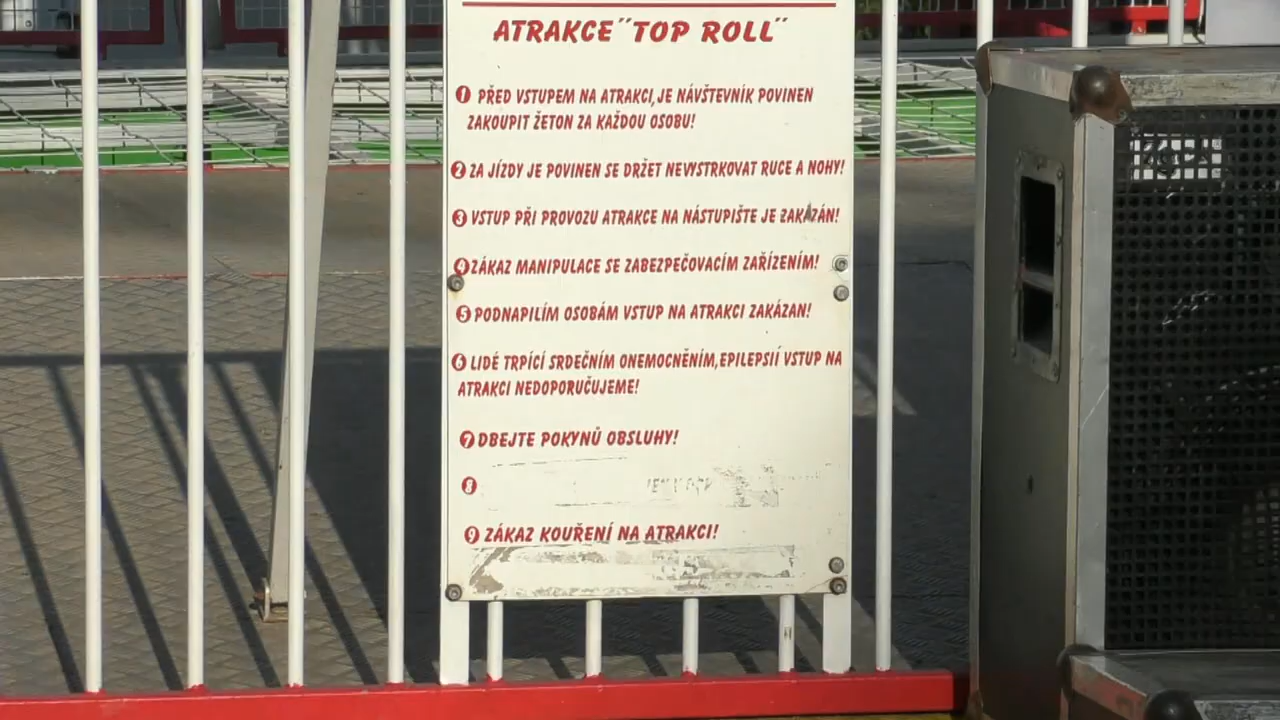 ATRAKCE "TOP ROLL"
1 PŘED VSTUPEM NA ATRAKCI, JE NÁVŠTEVNÍK POVINEN
ZAKOUPIT ŽETON ZA KAŽDOU OSOBU!
2 ZA JÍZDY JE POVINEN SE DRŽET NEVYSTRKOVAT RUCE A NOHY!
3 VSTUP PŘI PROVOZU ATRAKCE NA NÁSTUPIŠTE JE ZAKÁZÁN!
4 ZÁKAZ MANIPULACE SE ZABEZPEČOVACÍM ZAŘÍZENÍM!
5 PODNAPILÍM OSOBÁM VSTUP NA ATRAKCI ZAKÁZAN!
6 LIDÉ TRPÍCÍ SRDEČNÍM ONEMOCNĚNÍM, EPILEPSIÍ VSTUP NA
ATRAKCI NEDOPORUČUJEME!
7 DBEJTE POKYNŮ OBSLUHY!
8
9 ZÁKAZ KOUŘENÍ NA ATRAKCI!